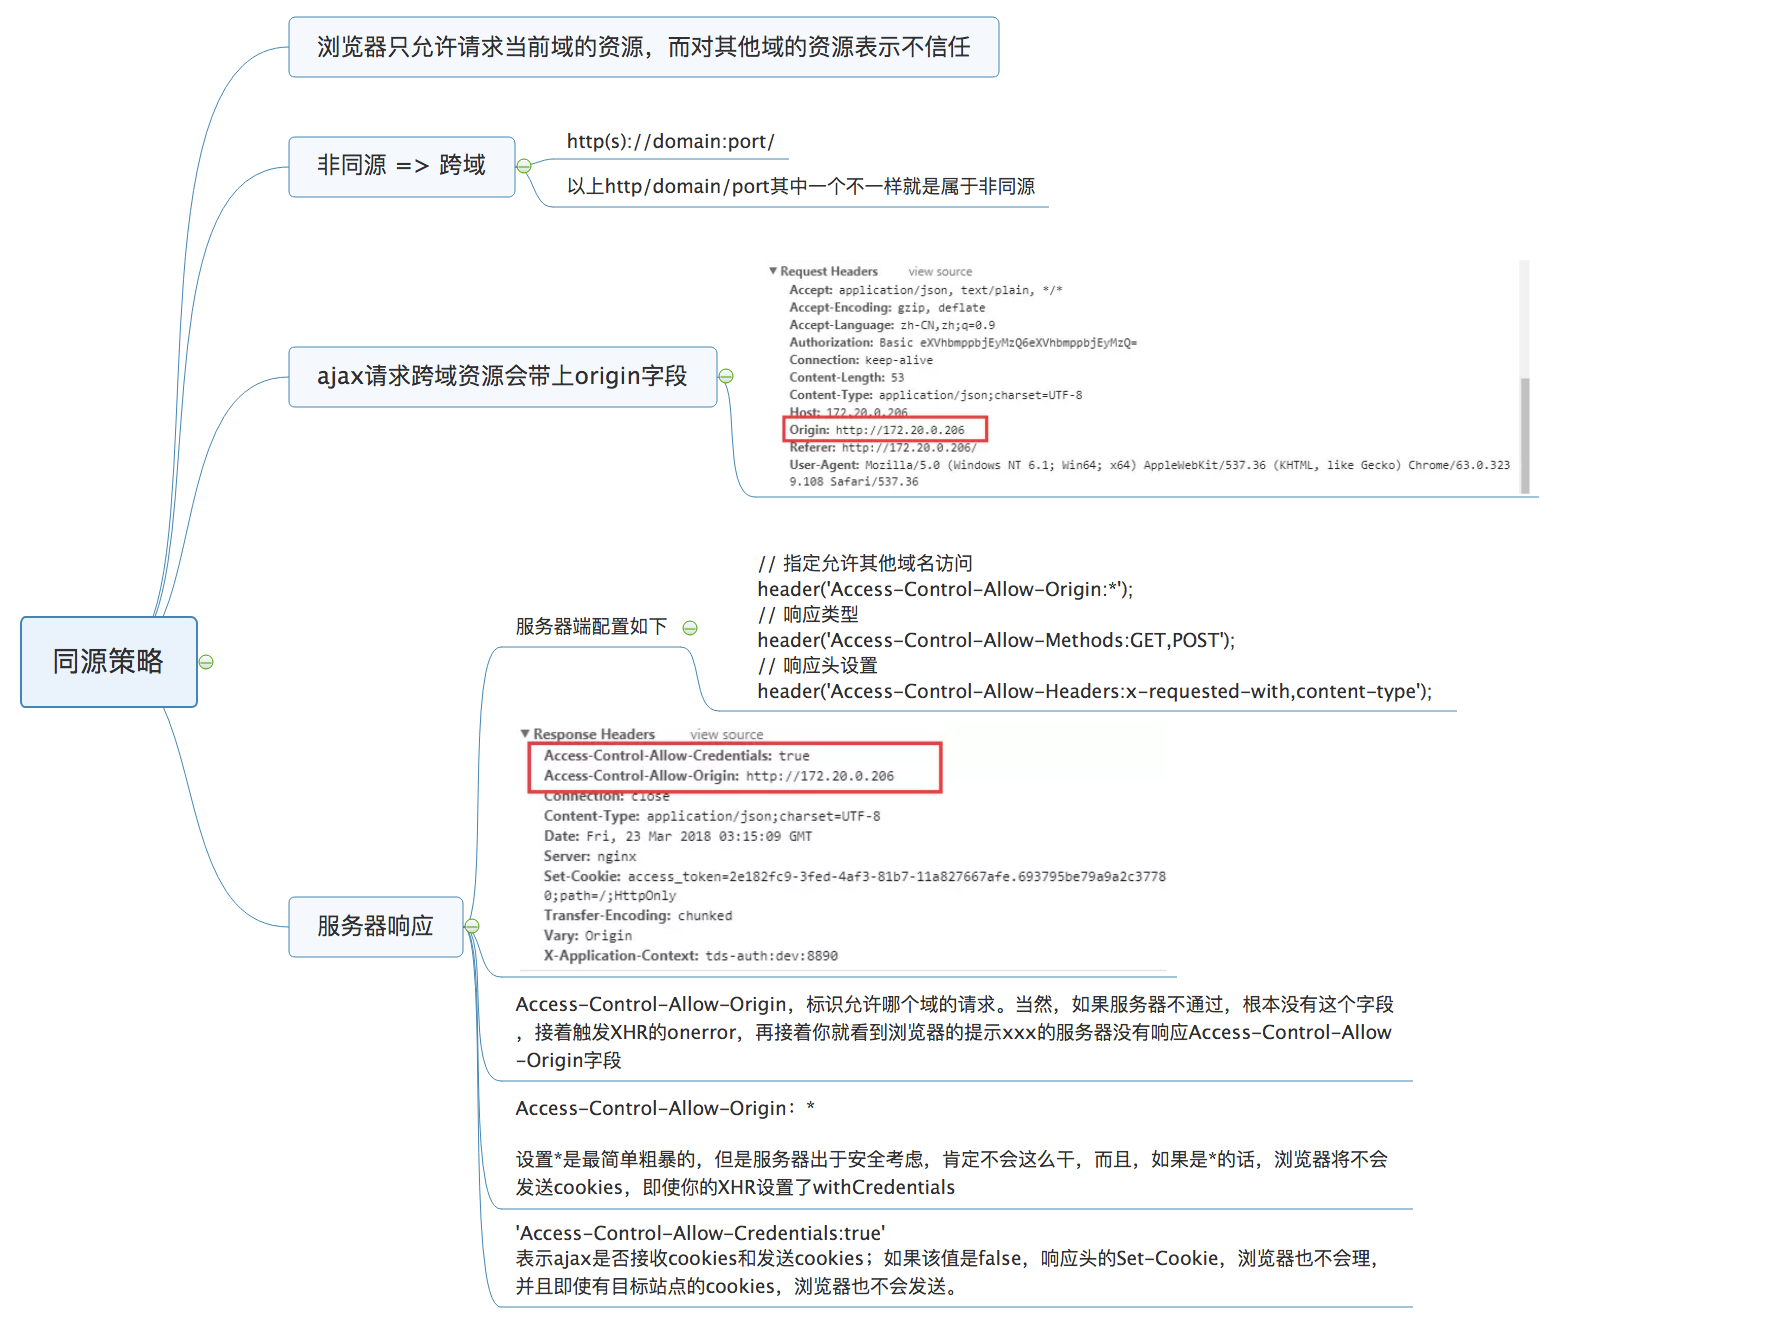 浏览器只允许请求当前域的资源，而对其他域的资源表示不信任
非同源 => 跨域
http(s)://domain:port/
以上http/domain/port其中一个不一样就是属于非同源
ajax请求跨域资源会带上origin字段
Request Headers view source
Accept: application/json, text/plain, */*
Accept-Encoding: gzip, deflate
Accept-Language: zh-CN,zh;q=0.9
Authorization: Basic eXVhbmppbjEyMzQ6eXVhbmppbjEyMzQ=
Connection: keep-alive
Content-Length: 53
Content-Type: application/json;charset=UTF-8
Host: 172.20.0.206
Origin: http://172.20.0.206
Referer: http://172.20.0.206/
User-Agent: Mozilla/5.0 (Windows NT 6.1; Win64; x64) AppleWebKit/537.36 (KHTML, like Gecko) Chrome/63.0.323
9.108 Safari/537.36
同源策略
服务器响应
服务器端配置如下
// 指定允许其他域名访问
header('Access-Control-Allow-Origin:*');
// 响应类型
header('Access-Control-Allow-Methods:GET,POST');
// 响应头设置
header('Access-Control-Allow-Headers:x-requested-with,content-type');
Response Headers view source
Access-Control-Allow-Credentials: true
Access-Control-Allow-Origin: http://172.20.0.206
Connection: close
Content-Type: application/json;charset=UTF-8
Date: Fri, 23 Mar 2018 03:15:09 GMT
Server: nginx
Set-Cookie: access_token=2e182fc9-3fed-4af3-81b7-11a827667afe.693795be79a9a2c3778
0;path=/;HttpOnly
Transfer-Encoding: chunked
Vary: Origin
X-Application-Context: tds-auth:dev:8890
Access-Control-Allow-Origin，标识允许哪个域的请求。当然，如果服务器不通过，根本没有这个字段
，接着触发XHR的onerror，再接着你就看到浏览器的提示xxx的服务器没有响应Access-Control-Allow
-Origin字段
Access-Control-Allow-Origin：*
设置*是最简单粗暴的，但是服务器出于安全考虑，肯定不会这么干，而且，如果是*的话，浏览器将不会
发送cookies，即使你的XHR设置了withCredentials
'Access-Control-Allow-Credentials:true'
表示ajax是否接收cookies和发送cookies；如果该值是false，响应头的Set-Cookie，浏览器也不会理，
并且即使有目标站点的cookies，浏览器也不会发送。